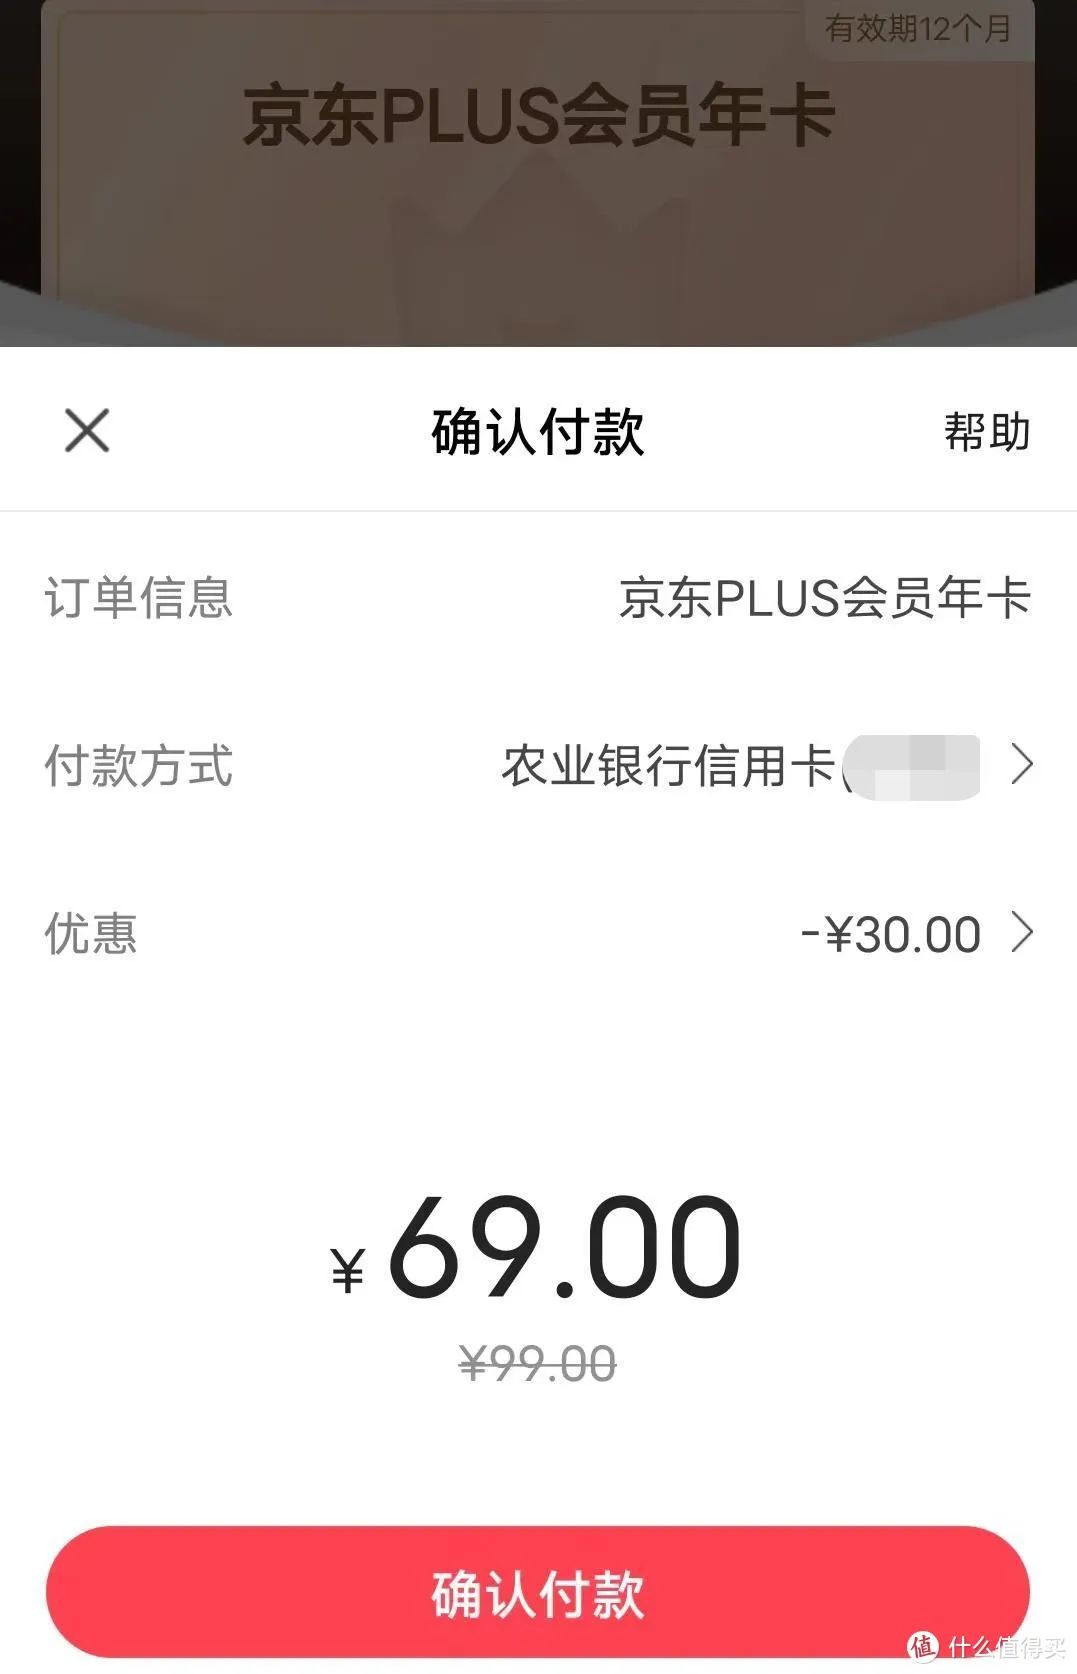 有效期12个月
京东PLUS会员年卡
确认付款
帮助
订单信息 京东PLUS会员年卡
付款方式 农业银行信用卡(
优惠 -¥30.00
¥69.00
¥99.00
确认付款
值 什么值得买